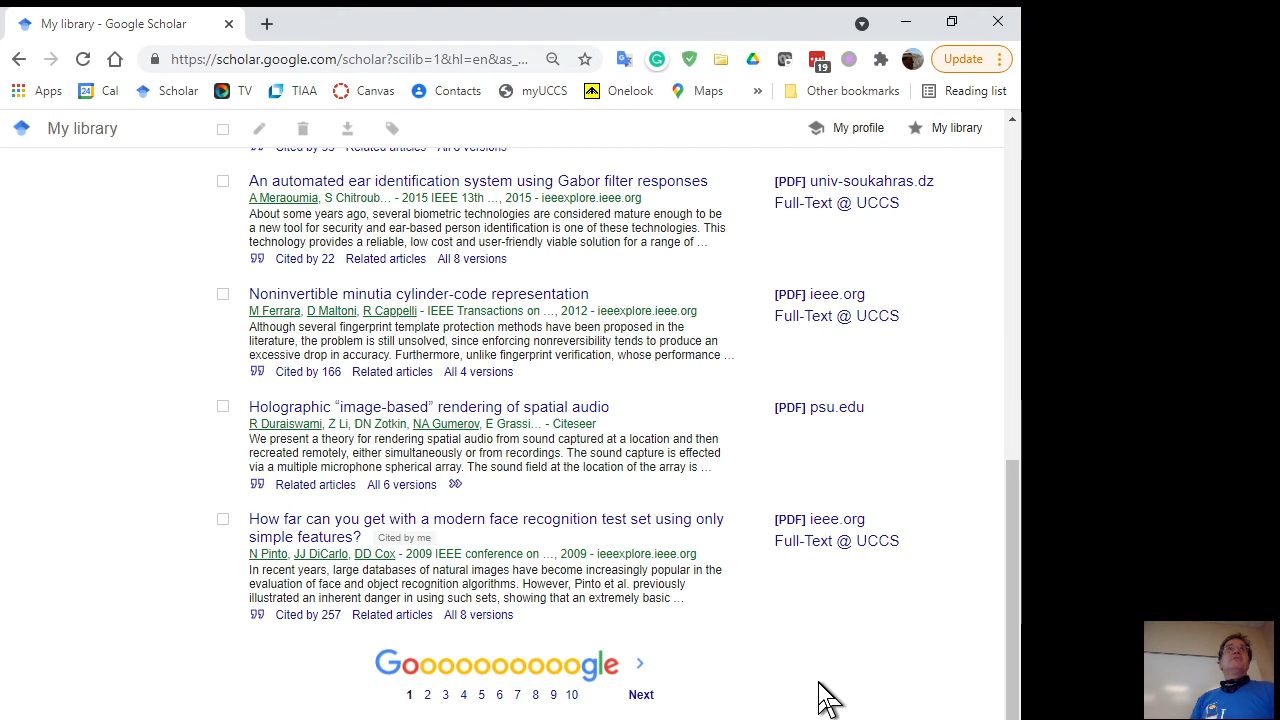 My library - Google Scholar
https://scholar.google.com/scholar?scilib=1&hl=en&as_...
19
Update
Apps
24 Cal
Scholar
TV
TIAA
Canvas
Contacts
myUCCS
Onelook
Maps
»
Other bookmarks
Reading list
My library
My profile
My library
An automated ear identification system using Gabor filter responses
[PDF] univ-soukahras.dz
A Meraoumia, S Chitroub… - 2015 IEEE 13th …, 2015 - ieeexplore.ieee.org
Full-Text @ UCCS
About some years ago, several biometric technologies are considered mature enough to be
a new tool for security and ear-based person identification is one of these technologies. This
technology provides a reliable, low cost and user-friendly viable solution for a range of …
Cited by 22 Related articles All 8 versions
Noninvertible minutia cylinder-code representation
[PDF] ieee.org
M Ferrara, D Maltoni, R Cappelli - IEEE Transactions on …, 2012 - ieeexplore.ieee.org
Full-Text @ UCCS
Although several fingerprint template protection methods have been proposed in the
literature, the problem is still unsolved, since enforcing nonreversibility tends to produce an
excessive drop in accuracy. Furthermore, unlike fingerprint verification, whose performance …
Cited by 166 Related articles All 4 versions
Holographic “image-based” rendering of spatial audio
[PDF] psu.edu
R Duraiswami, Z Li, DN Zotkin, NA Gumerov, E Grassi… - Citeseer
We present a theory for rendering spatial audio from sound captured at a location and then
recreated remotely, either simultaneously or from recordings. The sound capture is effected
via a multiple microphone spherical array. The sound field at the location of the array is …
Related articles All 6 versions
How far can you get with a modern face recognition test set using only
[PDF] ieee.org
simple features? Cited by me
Full-Text @ UCCS
N Pinto, JJ DiCarlo, DD Cox - 2009 IEEE conference on …, 2009 - ieeexplore.ieee.org
In recent years, large databases of natural images have become increasingly popular in the
evaluation of face and object recognition algorithms. However, Pinto et al. previously
illustrated an inherent danger in using such sets, showing that an extremely basic …
Cited by 257 Related articles All 8 versions
Goooooooooogle
1 2 3 4 5 6 7 8 9 10 Next